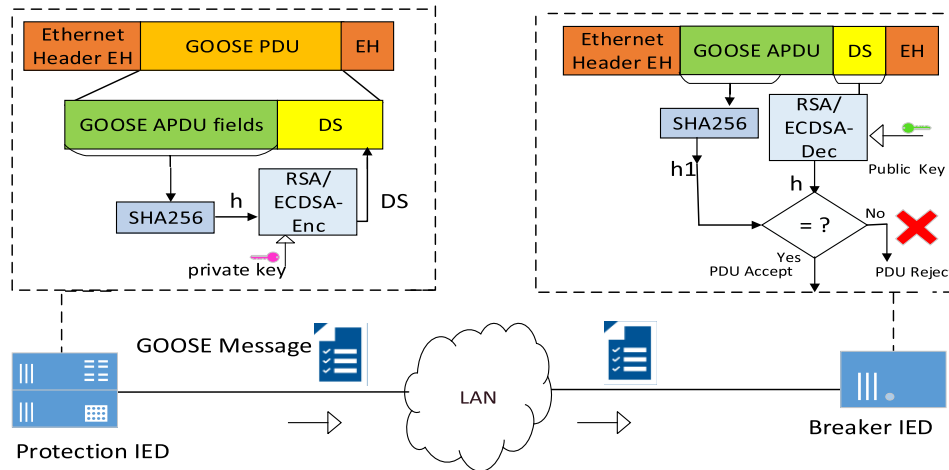 Ethernet
Header EH
GOOSE PDU
EH
GOOSE APDU fields
DS
SHA256
h
RSA/
ECDSA-
Enc
DS
private key
Ethernet
Header EH
GOOSE APDU
DS
EH
SHA256
RSA/
ECDSA-
Dec
Public Key
h1
h
= ?
No
Yes
PDU Accept
PDU Rejec
GOOSE Message
LAN
Protection IED
Breaker IED